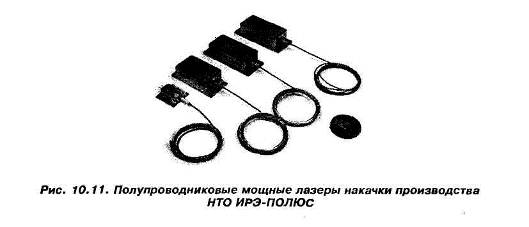 Рис. 10.11. Полупроводниковые мощные лазеры накачки производства
НТО ИРЭ-ПОЛЮС